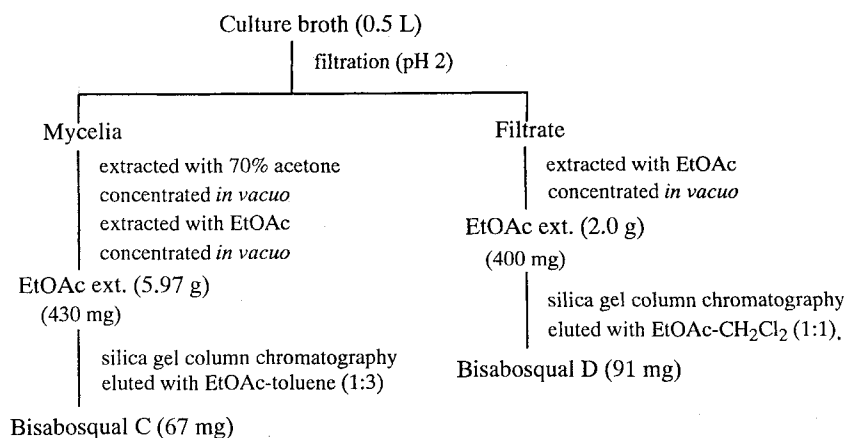 Culture broth (0.5 L)
filtration (pH 2)
Mycelia
extracted with 70% acetone
concentrated in vacuo
extracted with EtOAc
concentrated in vacuo
EtOAc ext. (5.97 g)
(430 mg)
silica gel column chromatography
eluted with EtOAc-toluene (1:3)
Bisabosqual C (67 mg)
Filtrate
extracted with EtOAc
concentrated in vacuo
EtOAc ext. (2.0 g)
(400 mg)
silica gel column chromatography
eluted with EtOAc-CH₂Cl₂ (1:1).
Bisabosqual D (91 mg)